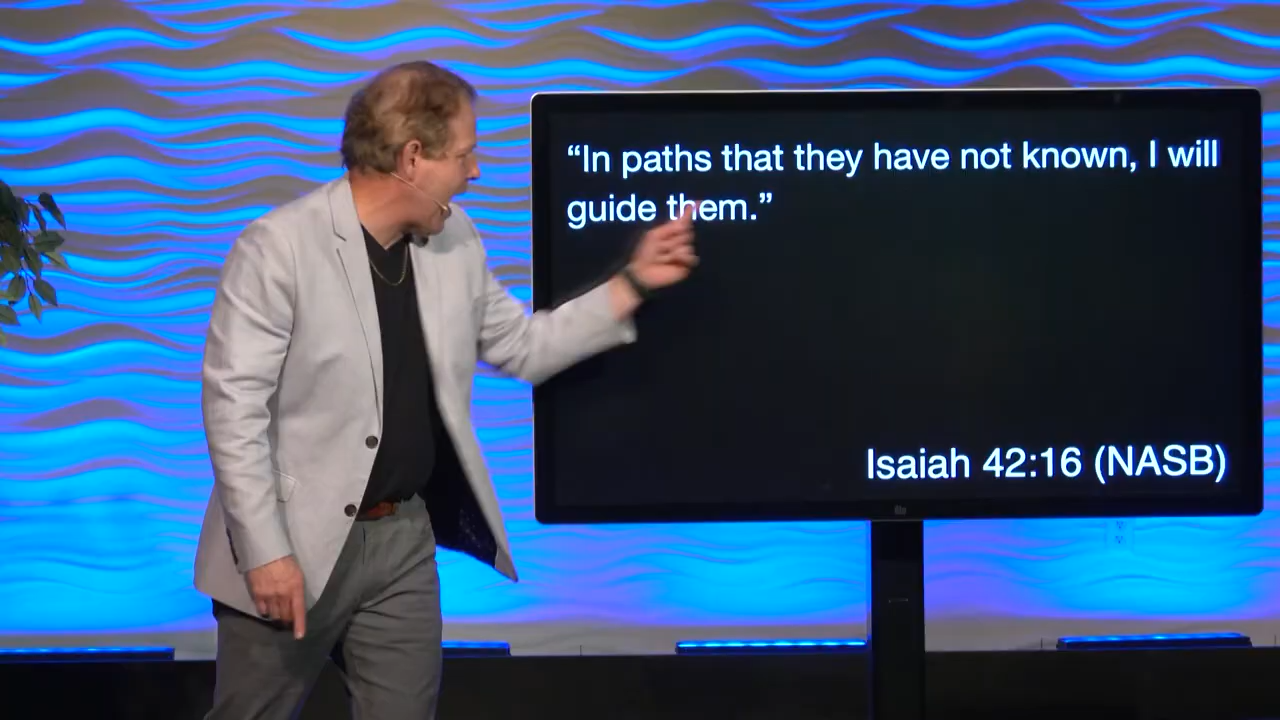 “In paths that they have not known, I will
guide them.”
Isaiah 42:16 (NASB)